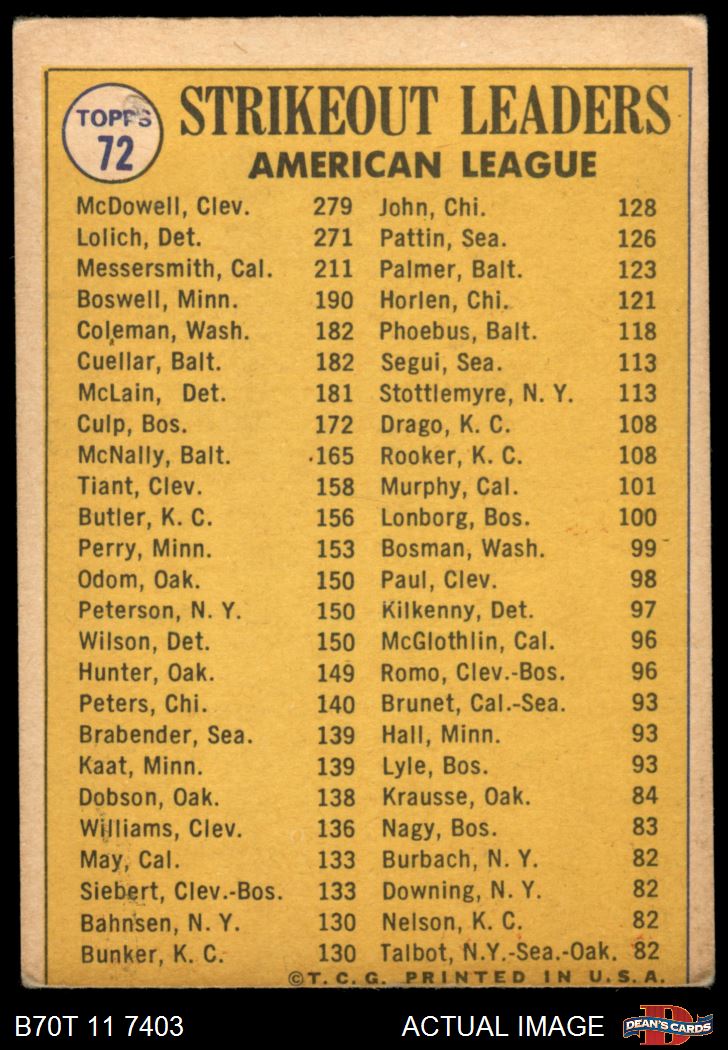 TOPPS
72
STRIKEOUT LEADERS
AMERICAN LEAGUE
McDowell, Clev. 279
Lolich, Det. 271
Messersmith, Cal. 211
Boswell, Minn. 190
Coleman, Wash. 182
Cuellar, Balt. 182
McLain, Det. 181
Culp, Bos. 172
McNally, Balt. 165
Tiant, Clev. 158
Butler, K. C. 156
Perry, Minn. 153
Odom, Oak. 150
Peterson, N. Y. 150
Wilson, Det. 150
Hunter, Oak. 149
Peters, Chi. 140
Brabender, Sea. 139
Kaat, Minn. 139
Dobson, Oak. 138
Williams, Clev. 136
May, Cal. 133
Siebert, Clev.-Bos. 133
Bahnsen, N. Y. 130
Bunker, K. C. 130
John, Chi. 128
Pattin, Sea. 126
Palmer, Balt. 123
Horlen, Chi. 121
Phoebus, Balt. 118
Segui, Sea. 113
Stottlemyre, N. Y. 113
Drago, K. C. 108
Rooker, K. C. 108
Murphy, Cal. 101
Lonborg, Bos. 100
Bosman, Wash. 99
Paul, Clev. 98
Kilkenny, Det. 97
McGlothlin, Cal. 96
Romo, Clev.-Bos. 96
Brunet, Cal.-Sea. 93
Hall, Minn. 93
Lyle, Bos. 93
Krausse, Oak. 84
Nagy, Bos. 83
Burbach, N. Y. 82
Downing, N. Y. 82
Nelson, K. C. 82
Talbot, N.Y.-Sea.-Oak. 82
©T. C. G. PRINTED IN U. S. A.
B70T 11 7403
ACTUAL IMAGE
D
DEAN'S CARDS